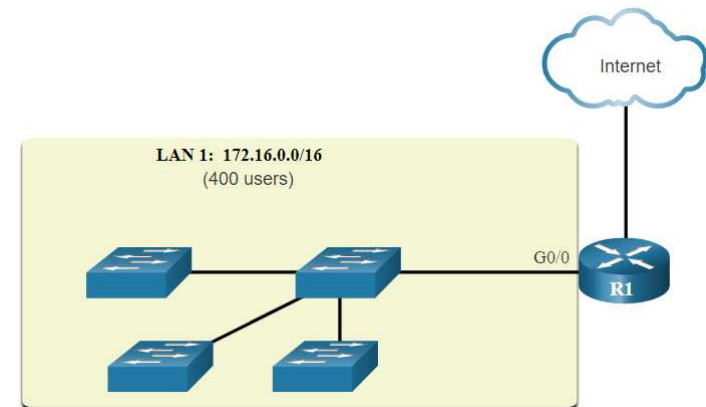 Internet
LAN 1: 172.16.0.0/16
(400 users)
G0/0
R1